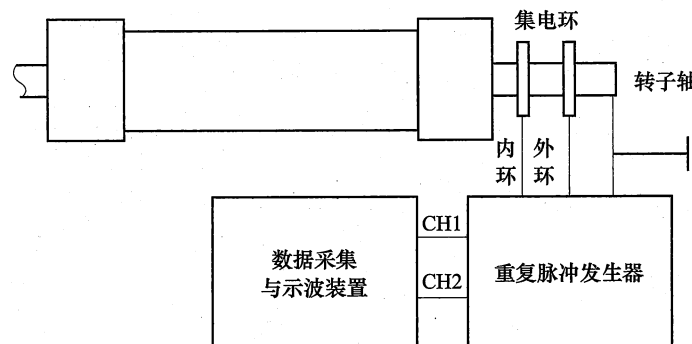 集电环
转子轴
内环
外环
CH1
CH2
数据采集
与示波装置
重复脉冲发生器